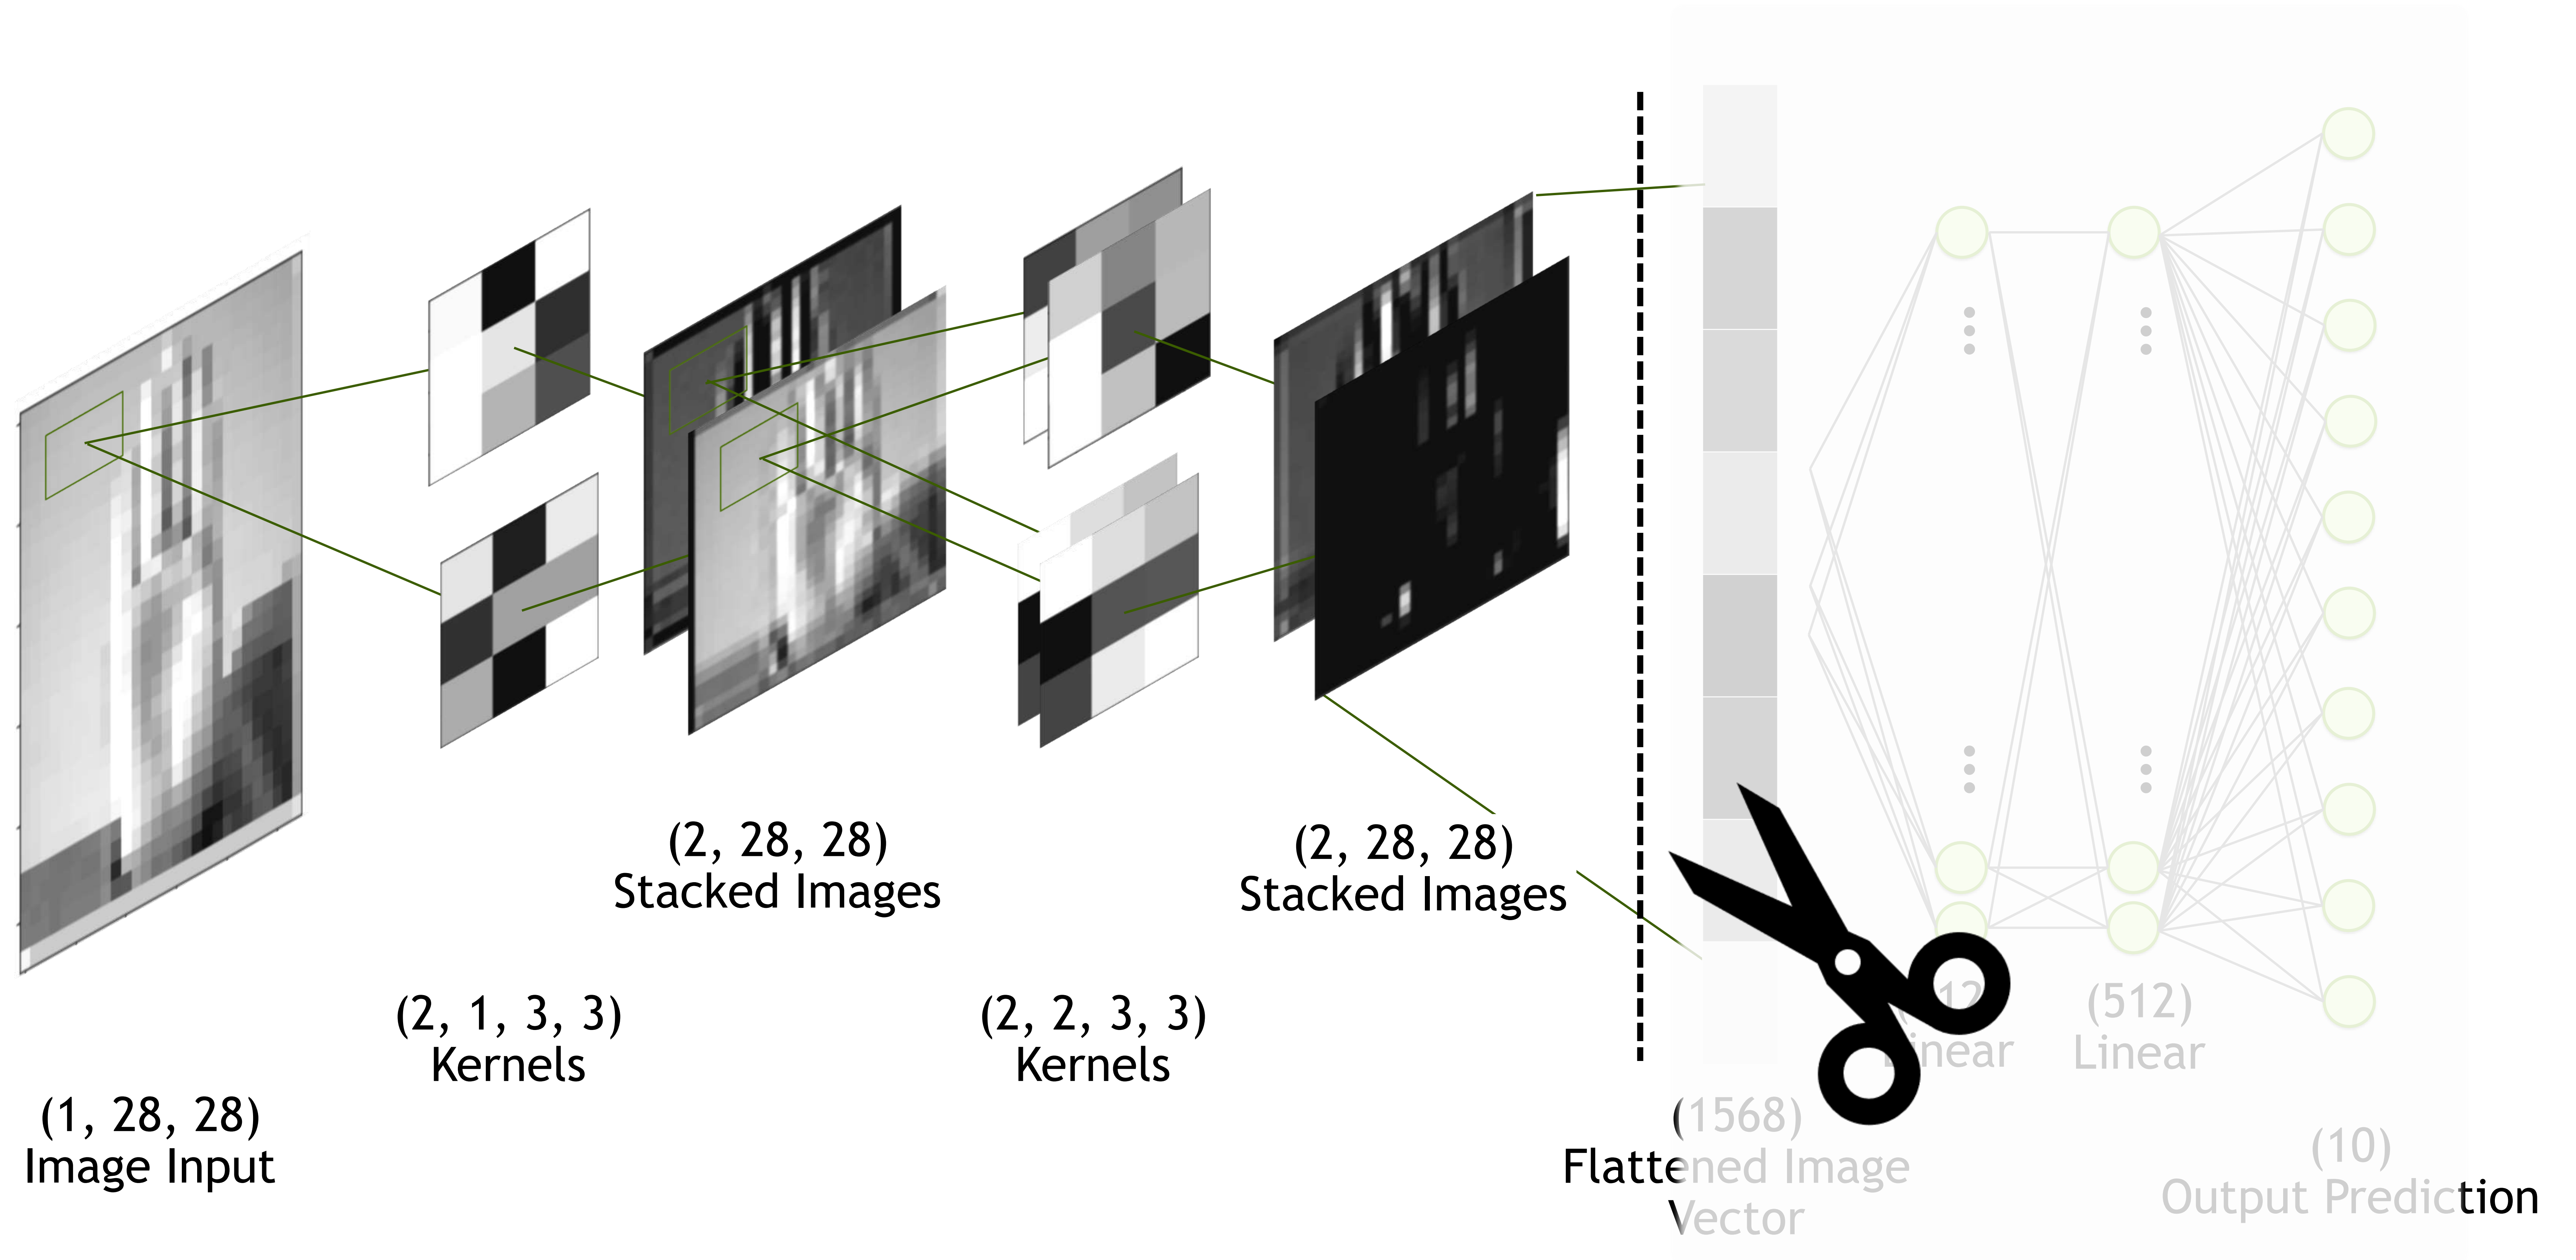 (2, 28, 28)
Stacked Images
(2, 28, 28)
Stacked Images
(2, 1, 3, 3)
Kernels
(2, 2, 3, 3)
Kernels
(512)
Linear
(1, 28, 28)
Image Input
(1568)
Flattened Image
Vector
(10)
Output Prediction